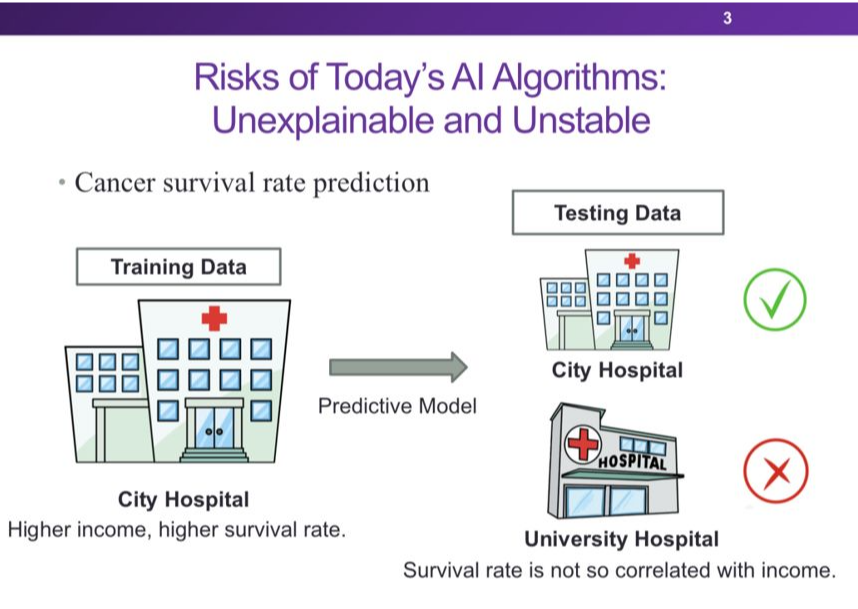 3
Risks of Today's AI Algorithms:
Unexplainable and Unstable
• Cancer survival rate prediction
Training Data
Predictive Model
City Hospital
Higher income, higher survival rate.
Testing Data
City Hospital
HOSPITAL
University Hospital
Survival rate is not so correlated with income.